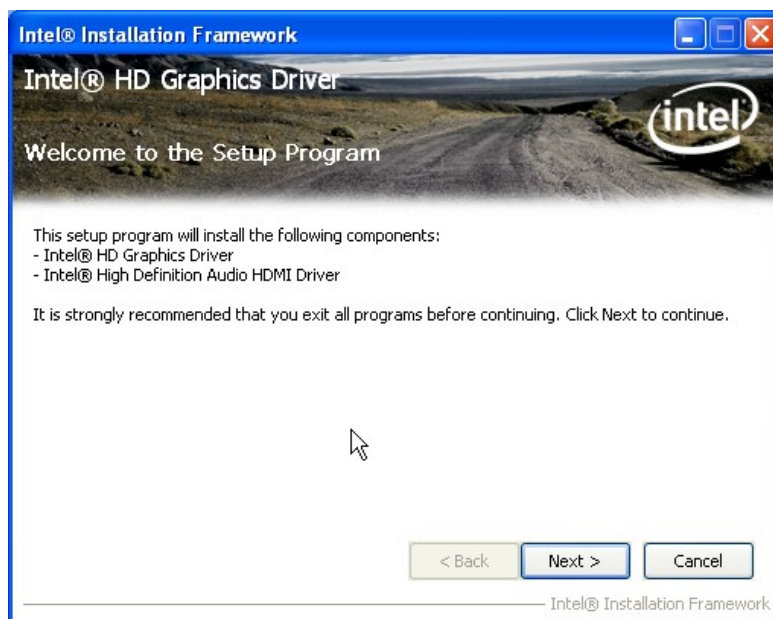 Intel® Installation Framework
Intel® HD Graphics Driver
intel
Welcome to the Setup Program
This setup program will install the following components:
- Intel® HD Graphics Driver
- Intel® High Definition Audio HDMI Driver
It is strongly recommended that you exit all programs before continuing. Click Next to continue.
< Back
Next >
Cancel
Intel® Installation Framework